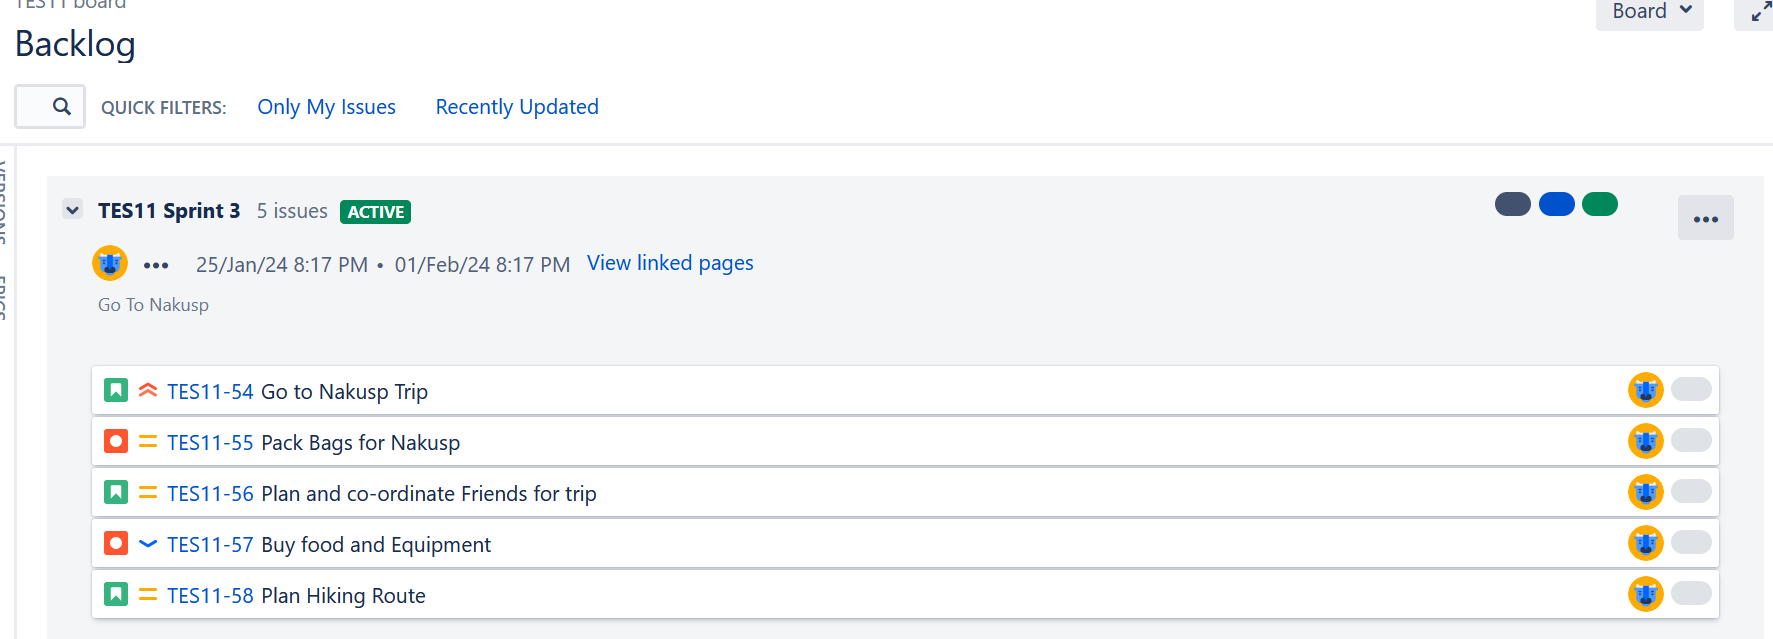 TES11 board
Backlog
Board
QUICK FILTERS: Only My Issues Recently Updated
VERSIONS
EPICS
TES11 Sprint 3 5 issues ACTIVE
25/Jan/24 8:17 PM • 01/Feb/24 8:17 PM View linked pages
Go To Nakusp
TES11-54 Go to Nakusp Trip
TES11-55 Pack Bags for Nakusp
TES11-56 Plan and co-ordinate Friends for trip
TES11-57 Buy food and Equipment
TES11-58 Plan Hiking Route